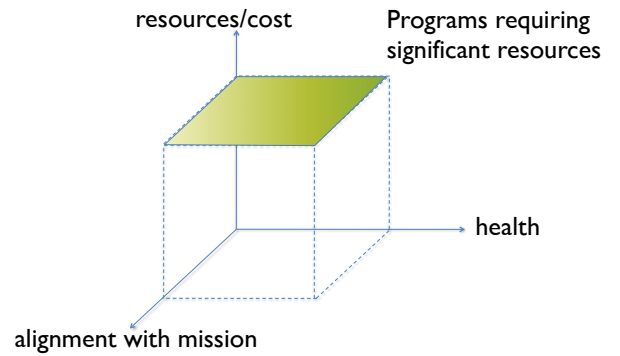 resources/cost
Programs requiring
significant resources
health
alignment with mission